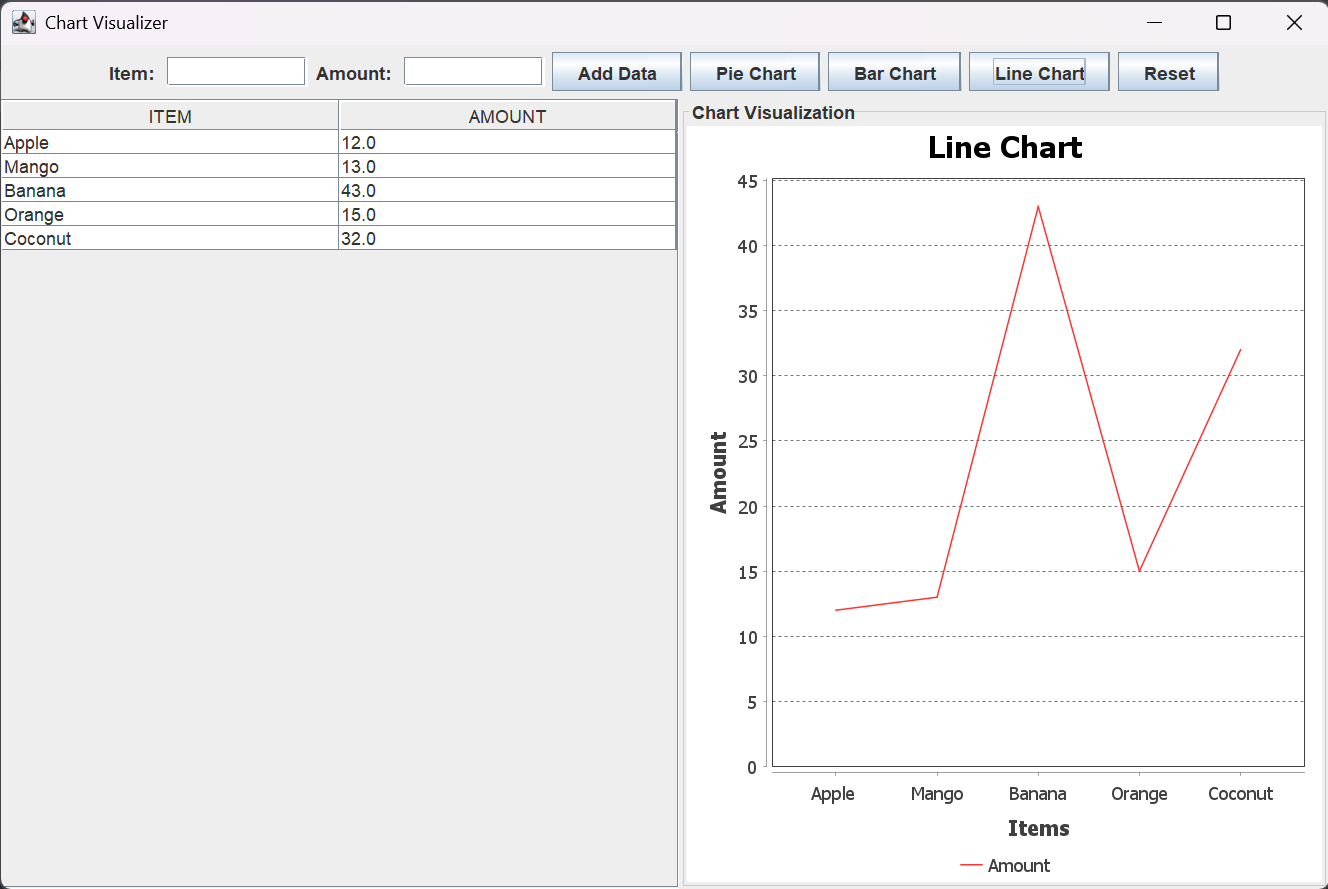 Chart Visualizer
Item: Amount: Add Data Pie Chart Bar Chart Line Chart Reset
ITEM AMOUNT
Apple 12.0
Mango 13.0
Banana 43.0
Orange 15.0
Coconut 32.0
Chart Visualization
Line Chart
45
40
35
30
25
20
15
10
5
0
Amount
Apple Mango Banana Orange Coconut
Items
Amount